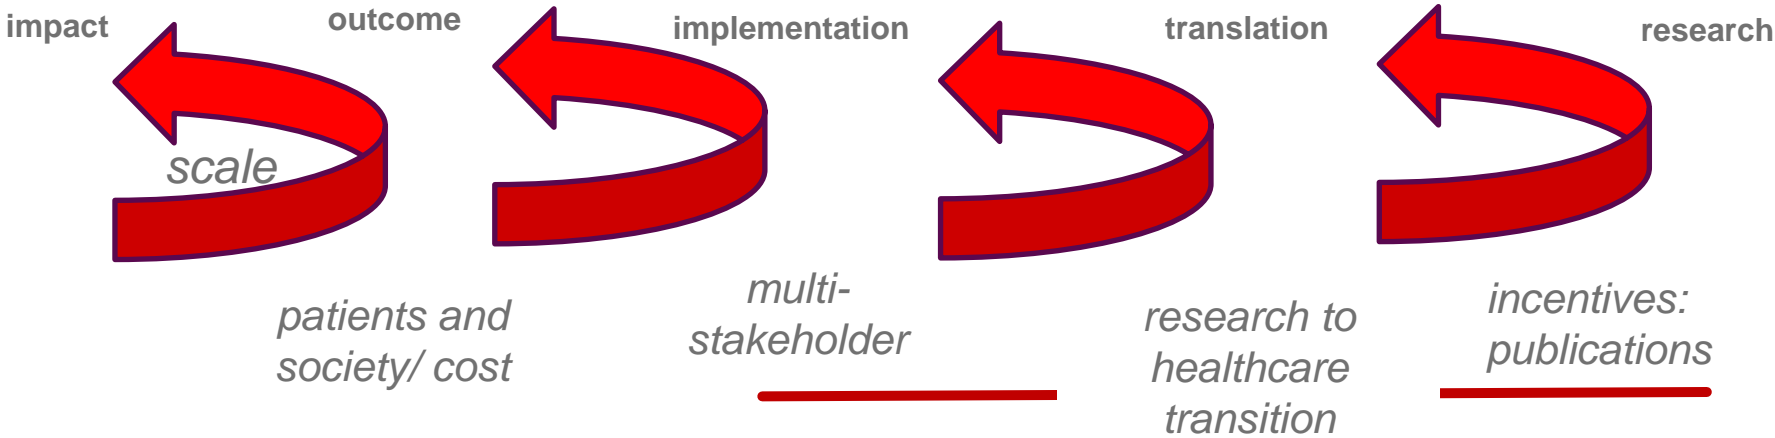 impact
outcome
implementation
translation
research
scale
patients and
society/ cost
multi-
stakeholder
research to
healthcare
transition
incentives:
publications